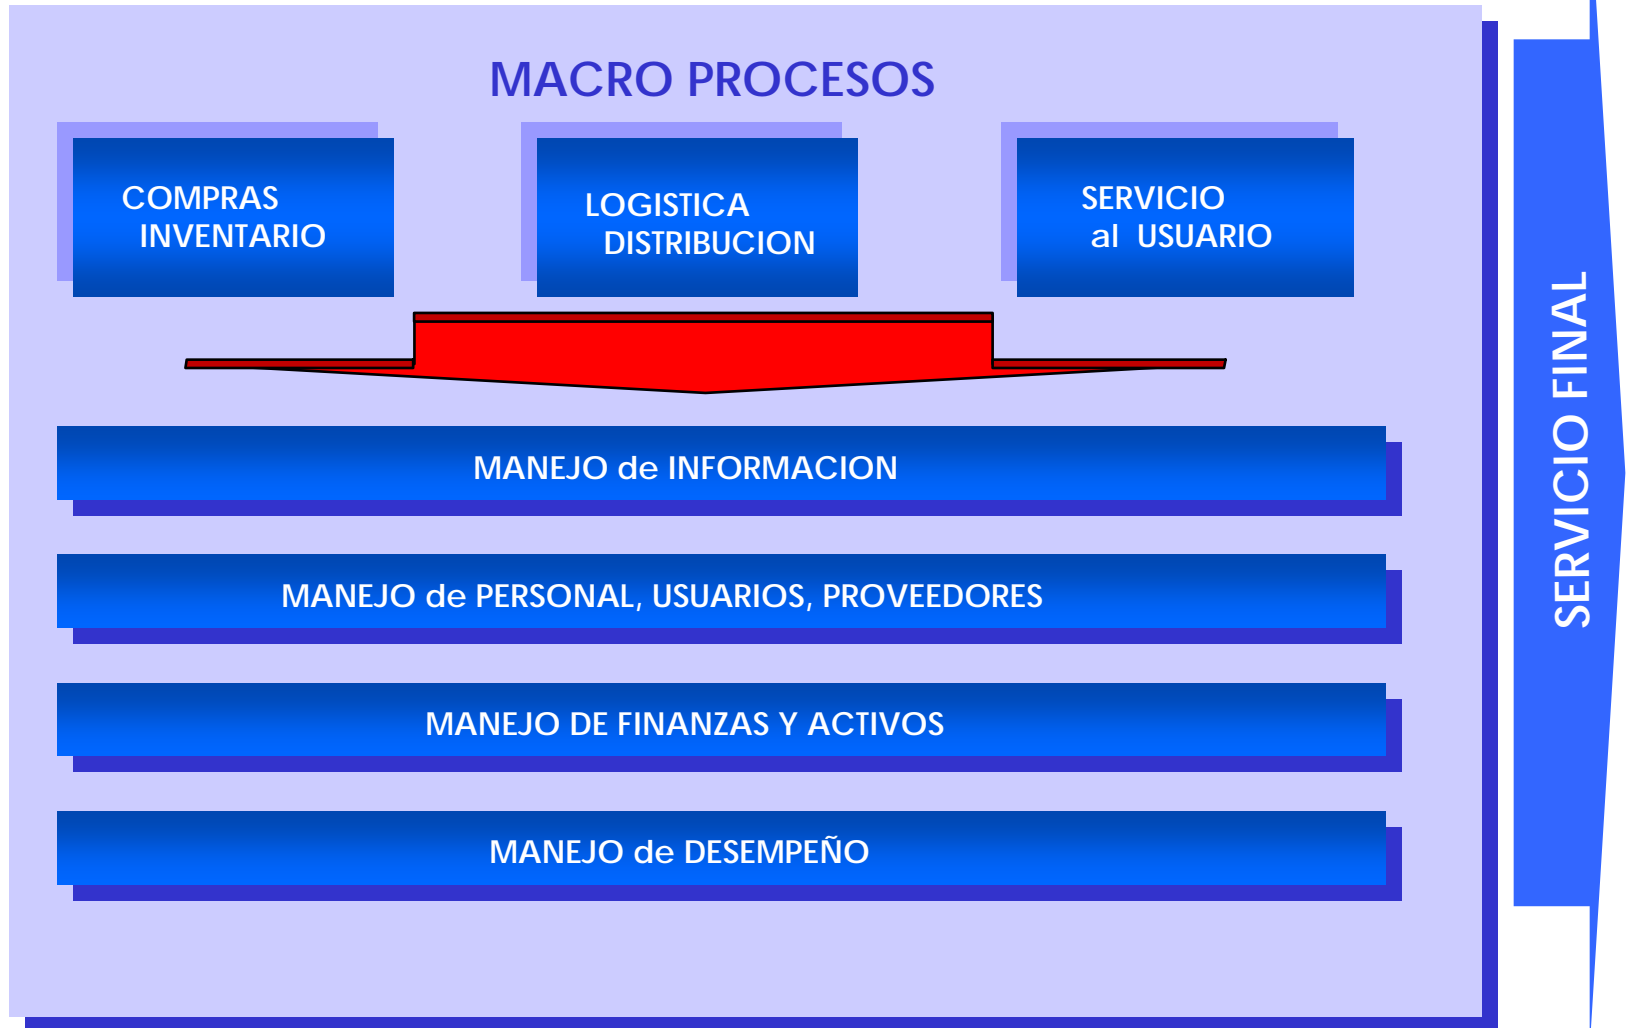 MACRO PROCESOS
COMPRAS
INVENTARIO
LOGISTICA
DISTRIBUCION
SERVICIO
al USUARIO
MANEJO de INFORMACION
MANEJO de PERSONAL, USUARIOS, PROVEEDORES
MANEJO DE FINANZAS Y ACTIVOS
MANEJO de DESEMPEÑO
SERVICIO FINAL